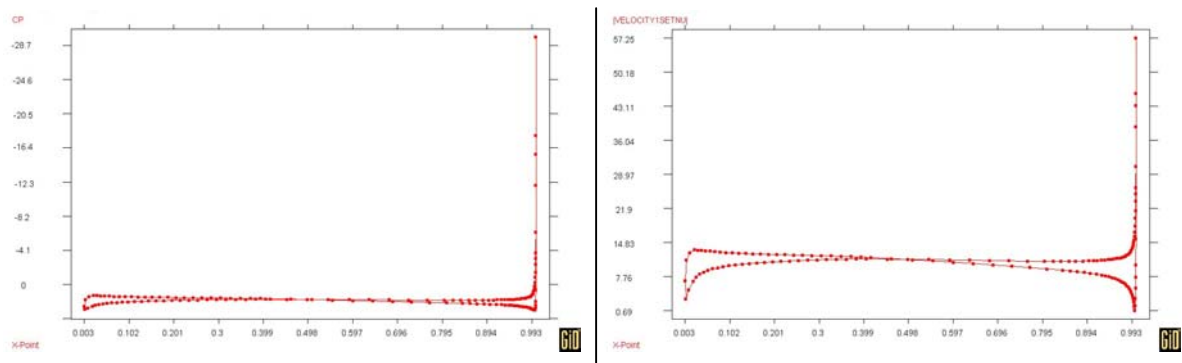 CP
-28.7
-24.6
-20.5
-16.4
-12.3
-8.2
-4.1
0
0.003 0.102 0.201 0.3 0.399 0.498 0.597 0.696 0.795 0.894 0.993
X-Point
GiD
|VELOCITY1SETNU|
57.25
50.18
43.11
36.04
28.97
21.9
14.83
7.76
0.69
0.003 0.102 0.201 0.3 0.399 0.498 0.597 0.696 0.795 0.894 0.993
X-Point
GiD